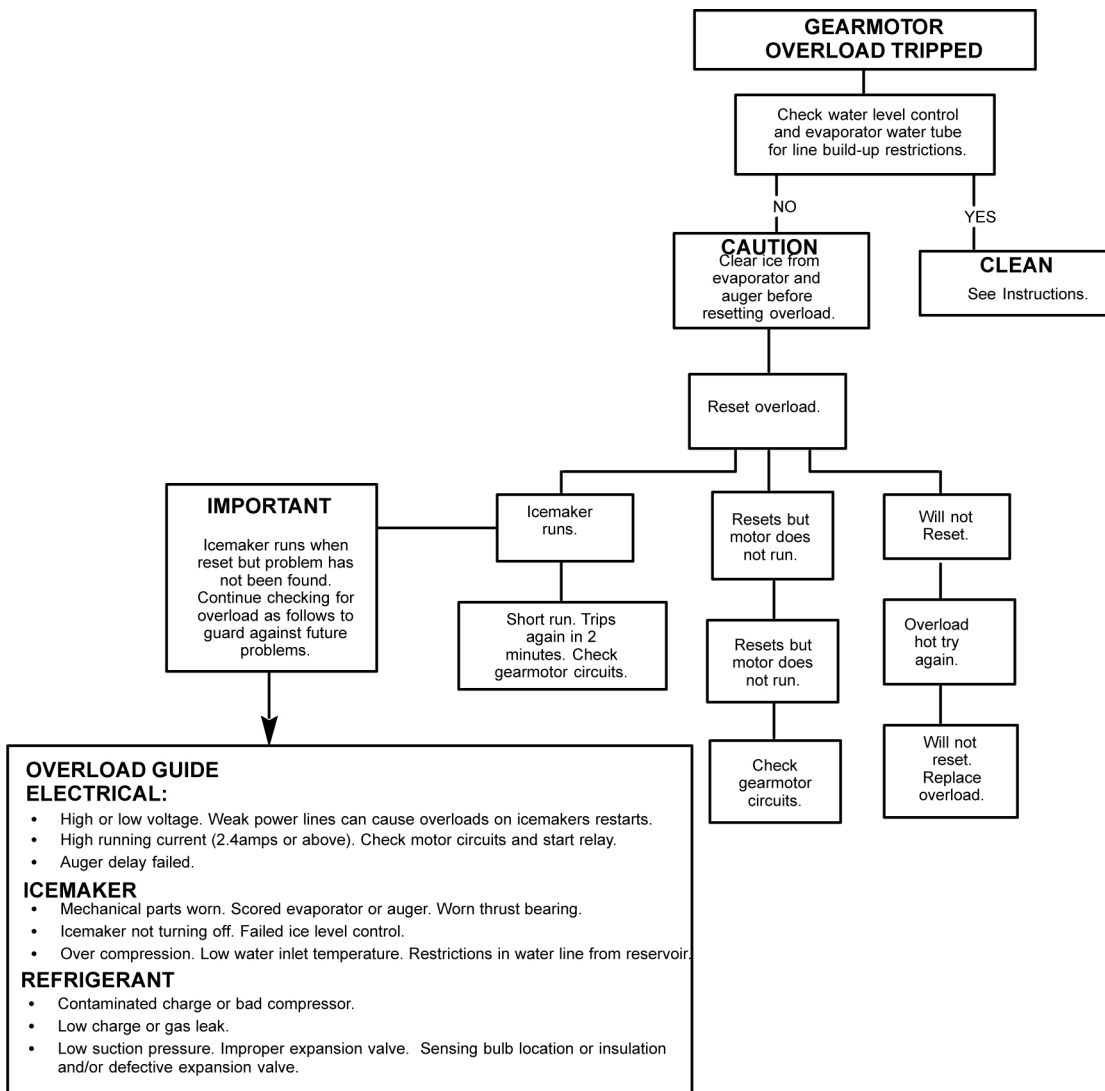 GEARMOTOR
OVERLOAD TRIPPED
Check water level control
and evaporator water tube
for line build-up restrictions.
NO
YES
CAUTION
Clear ice from
evaporator and
auger before
resetting overload.
CLEAN
See Instructions.
Reset overload.
IMPORTANT
Icemaker runs when
reset but problem has
not been found.
Continue checking for
overload as follows to
guard against future
problems.
Icemaker
runs.
Short run. Trips
again in 2
minutes. Check
gearmotor circuits.
Resets but
motor does
not run.
Resets but
motor does
not run.
Check
gearmotor
circuits.
Will not
Reset.
Overload
hot try
again.
Will not
reset.
Replace
overload.
OVERLOAD GUIDE
ELECTRICAL:
• High or low voltage. Weak power lines can cause overloads on icemakers restarts.
• High running current (2.4amps or above). Check motor circuits and start relay.
• Auger delay failed.
ICEMAKER
• Mechanical parts worn. Scored evaporator or auger. Worn thrust bearing.
• Icemaker not turning off. Failed ice level control.
• Over compression. Low water inlet temperature. Restrictions in water line from reservoir.
REFRIGERANT
• Contaminated charge or bad compressor.
• Low charge or gas leak.
• Low suction pressure. Improper expansion valve. Sensing bulb location or insulation
and/or defective expansion valve.